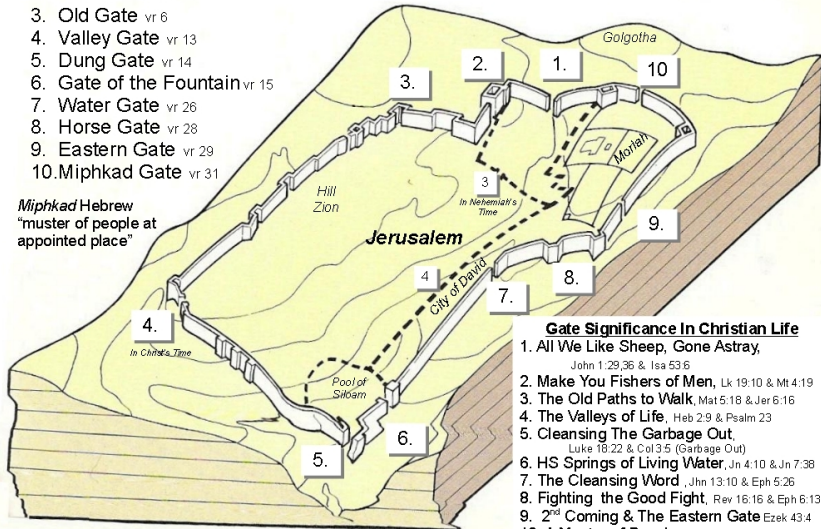 3. Old Gate vr 6
4. Valley Gate vr 13
5. Dung Gate vr 14
6. Gate of the Fountain vr 15
7. Water Gate vr 26
8. Horse Gate vr 28
9. Eastern Gate vr 29
10.Miphkad Gate vr 31
Miphkad Hebrew
"muster of people at
appointed place"
Golgotha
3.
2.
1.
10
Moriah
Hill
Zion
3
In Nehemiah's
Time
Jerusalem
4
City of David
9.
8.
7.
4.
In Christ's Time
Pool of
Siloam
6.
5.
Gate Significance In Christian Life
1. All We Like Sheep, Gone Astray,
John 1:29,36 & Isa 53:6
2. Make You Fishers of Men, Lk 19:10 & Mt 4:19
3. The Old Paths to Walk, Mat 5:18 & Jer 6:16
4. The Valleys of Life, Heb 2:9 & Psalm 23
5. Cleansing The Garbage Out,
Luke 18:22 & Col 3:5 (Garbage Out)
6. HS Springs of Living Water, Jn 4:10 & Jn 7:38
7. The Cleansing Word, Jhn 13:10 & Eph 5:26
8. Fighting the Good Fight, Rev 16:16 & Eph 6:13
9. 2nd Coming & The Eastern Gate Ezek 43:4